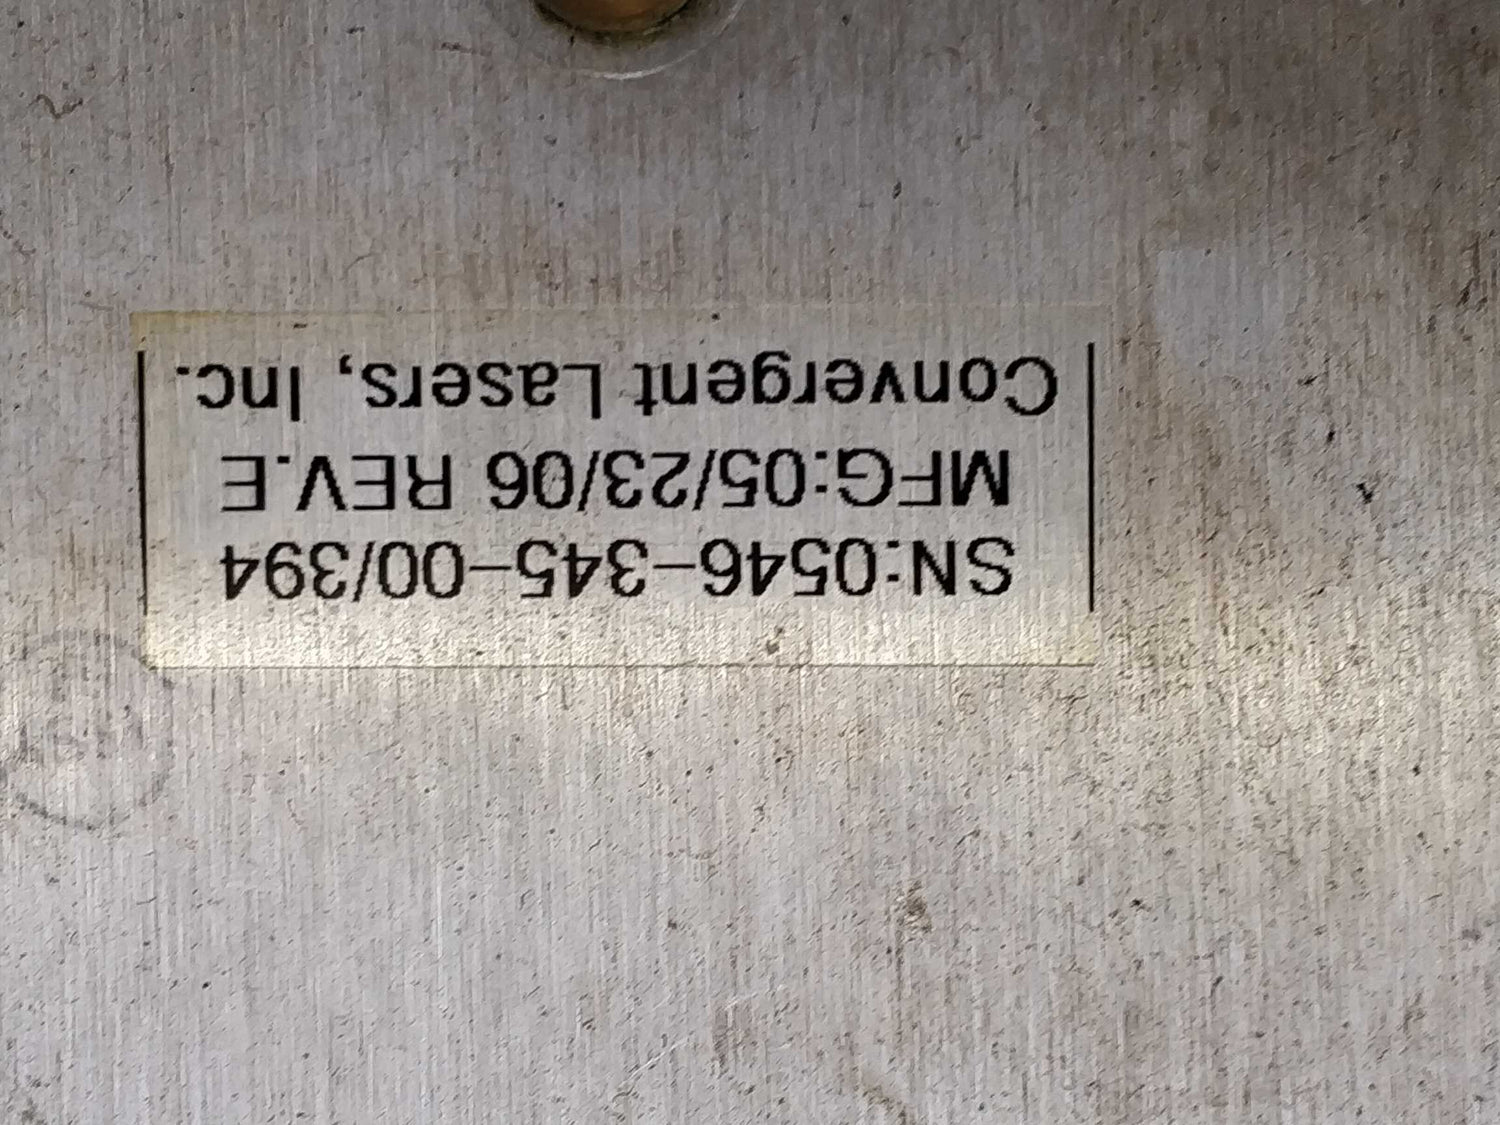 SN:0546-345-00/394
MFG:05/23/06 REV.E
Convergent Lasers, Inc.